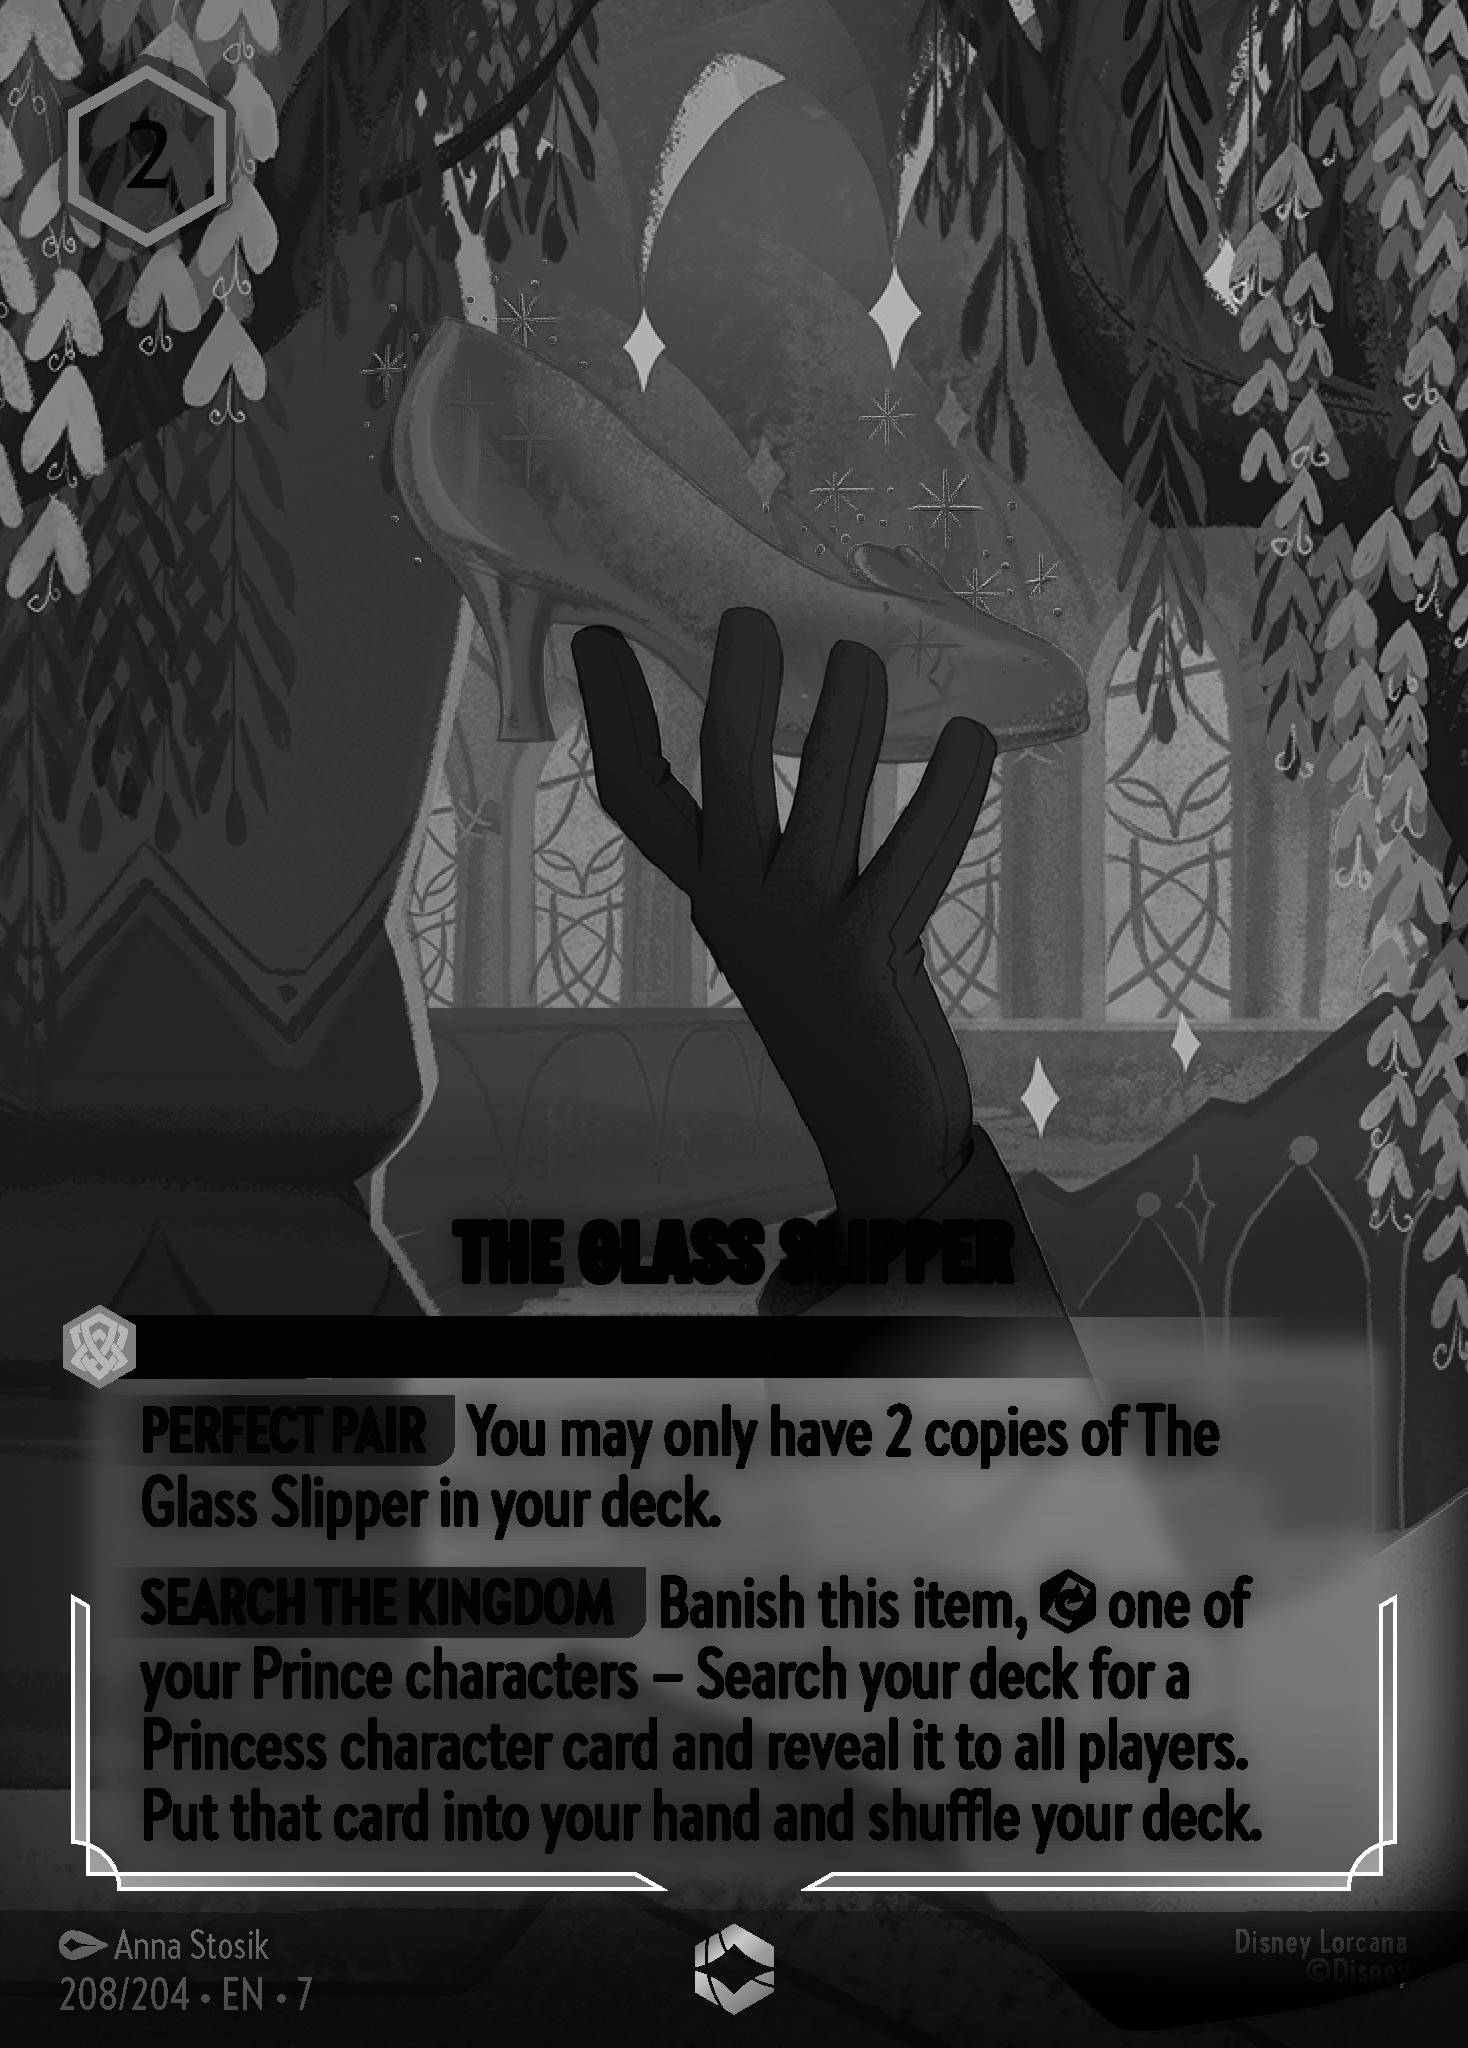 2
THE GLASS SLIPPER
PERFECT PAIR You may only have 2 copies of The
Glass Slipper in your deck.
SEARCH THE KINGDOM Banish this item, one of
your Prince characters – Search your deck for a
Princess character card and reveal it to all players.
Put that card into your hand and shuffle your deck.
Anna Stosik
Disney Lorcana
208/204 • EN • 7
©Disney